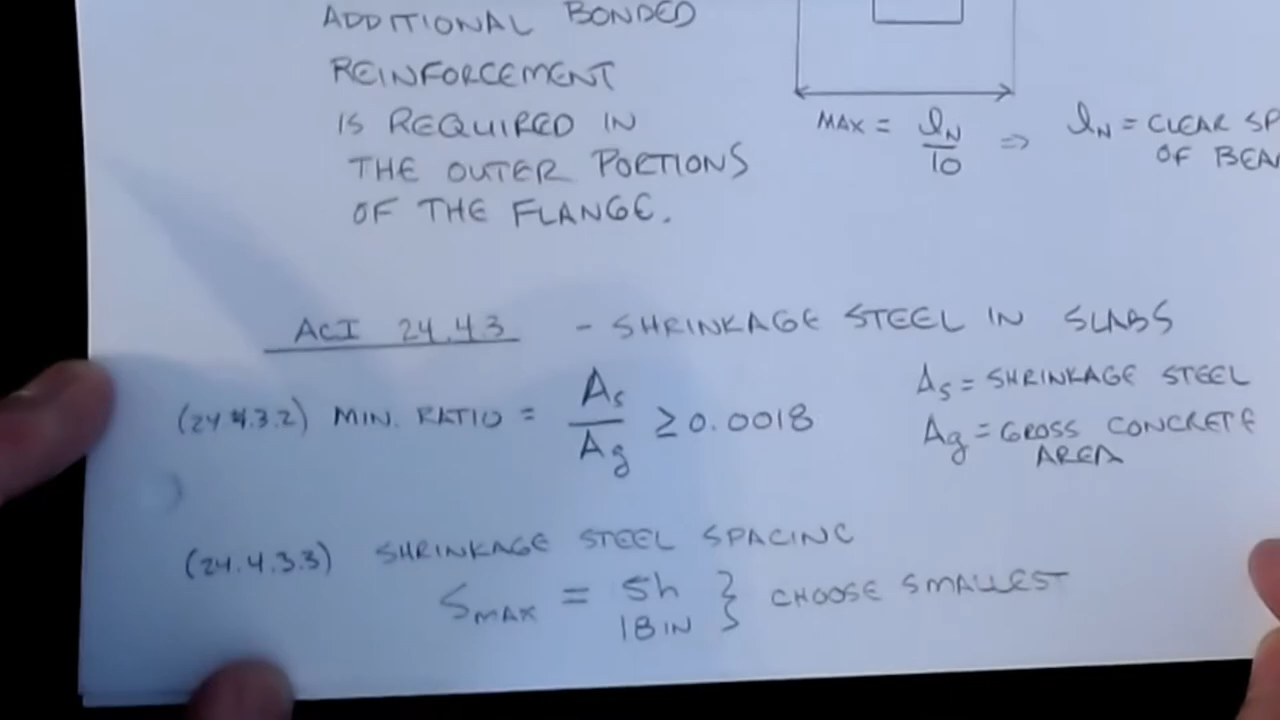 ADDITIONAL BONDED
REINFORCEMENT
IS REQUIRED IN
THE OUTER PORTIONS
OF THE FLANGE.
MAX = lN/10 ⇒ lN = CLEAR SP
OF BEA
ACI 24.4.3 - SHRINKAGE STEEL IN SLABS
(24.4.3.2) MIN. RATIO = As/Ag ≥ 0.0018
As = SHRINKAGE STEEL
Ag = GROSS CONCRETE
AREA
(24.4.3.3) SHRINKAGE STEEL SPACING
SMAX = 5h } CHOOSE SMALLEST
18 IN